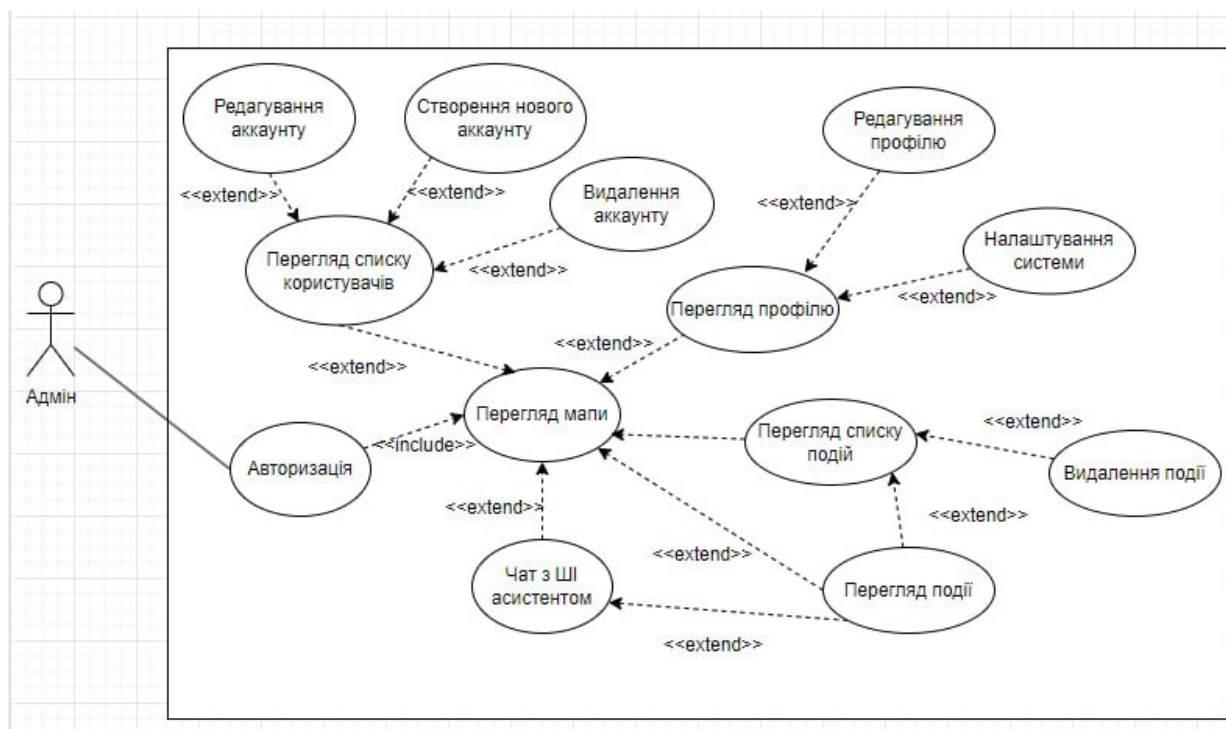 Редагування
аккаунту
Створення нового
аккаунту
Редагування
профілю
<<extend>>
<<extend>>
Видалення
аккаунту
<<extend>>
Перегляд списку
користувачів
<<extend>>
Налаштування
системи
<<extend>>
Перегляд профілю
<<extend>>
<<extend>>
Адмін
Перегляд мапи
Перегляд списку
подій
<<extend>>
Авторизація
<<include>>
Видалення події
<<extend>>
<<extend>>
<<extend>>
Чат з ШІ
асистентом
Перегляд події
<<extend>>